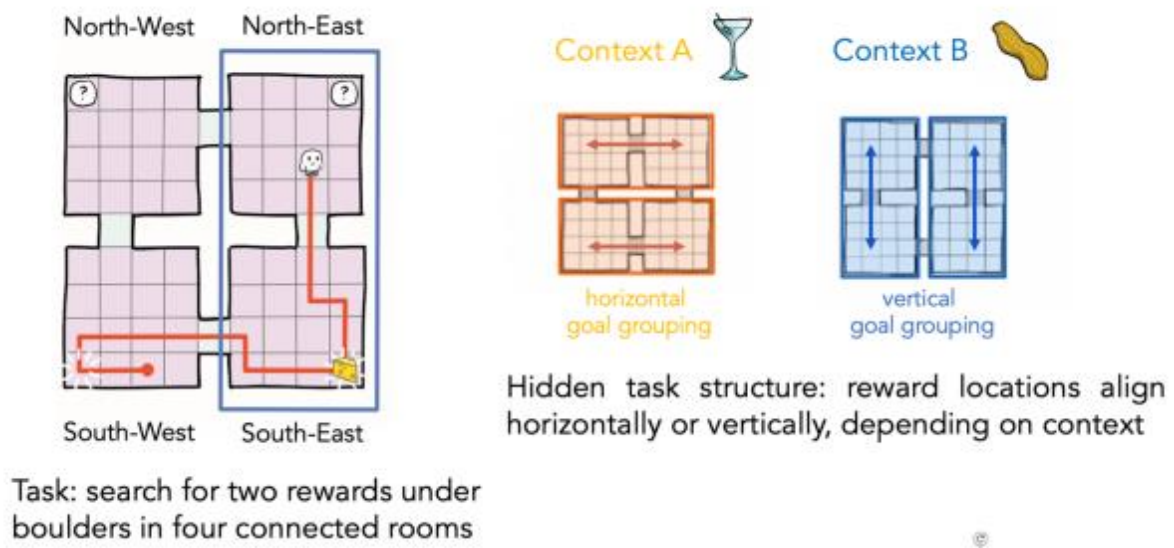 North-West North-East
? ?
South-West South-East
Task: search for two rewards under
boulders in four connected rooms
Context A Context B
horizontal
goal grouping
vertical
goal grouping
Hidden task structure: reward locations align
horizontally or vertically, depending on context